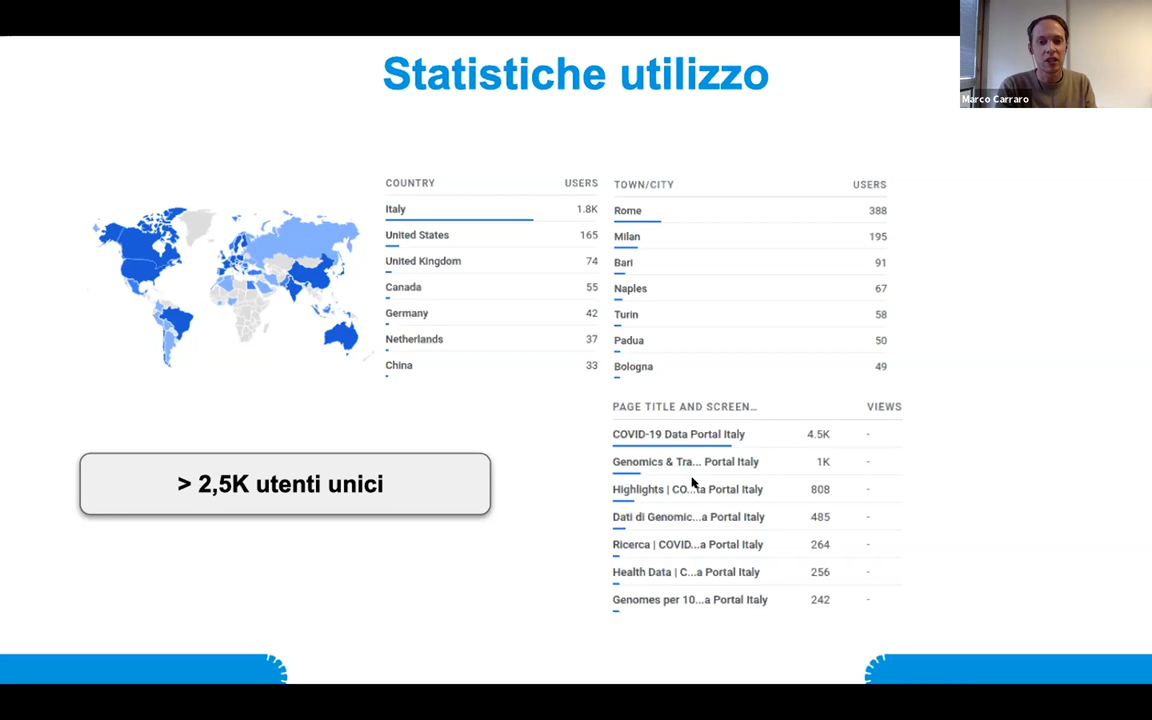 Statistiche utilizzo
Marco Carraro
COUNTRY USERS
Italy 1.8K
United States 165
United Kingdom 74
Canada 55
Germany 42
Netherlands 37
China 33
TOWN/CITY USERS
Rome 388
Milan 195
Bari 91
Naples 67
Turin 58
Padua 50
Bologna 49
PAGE TITLE AND SCREEN... VIEWS
COVID-19 Data Portal Italy 4.5K -
Genomics & Tra... Portal Italy 1K -
Highlights | CO...ta Portal Italy 808 -
Dati di Genomic...a Portal Italy 485 -
Ricerca | COVID...a Portal Italy 264 -
Health Data | C...a Portal Italy 256 -
Genomes per 10...a Portal Italy 242 -
> 2,5K utenti unici